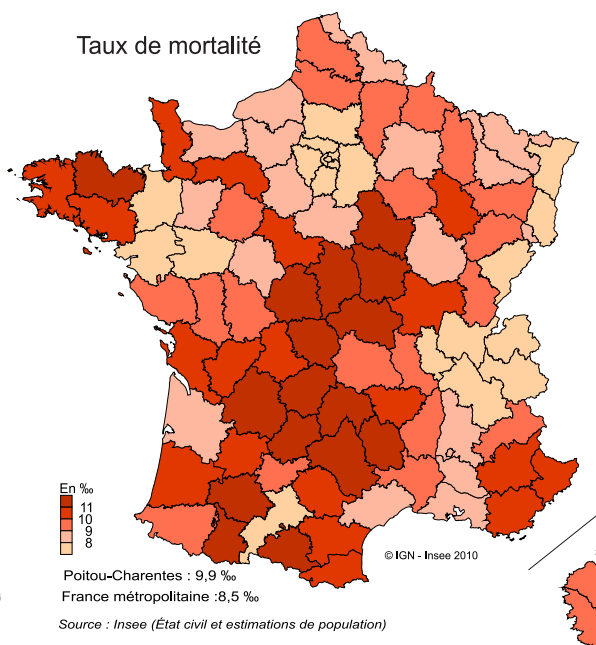 Taux de mortalité
En ‰
11
10
9
8
© IGN - Insee 2010
Poitou-Charentes : 9,9 ‰
France métropolitaine :8,5 ‰
Source : Insee (État civil et estimations de population)